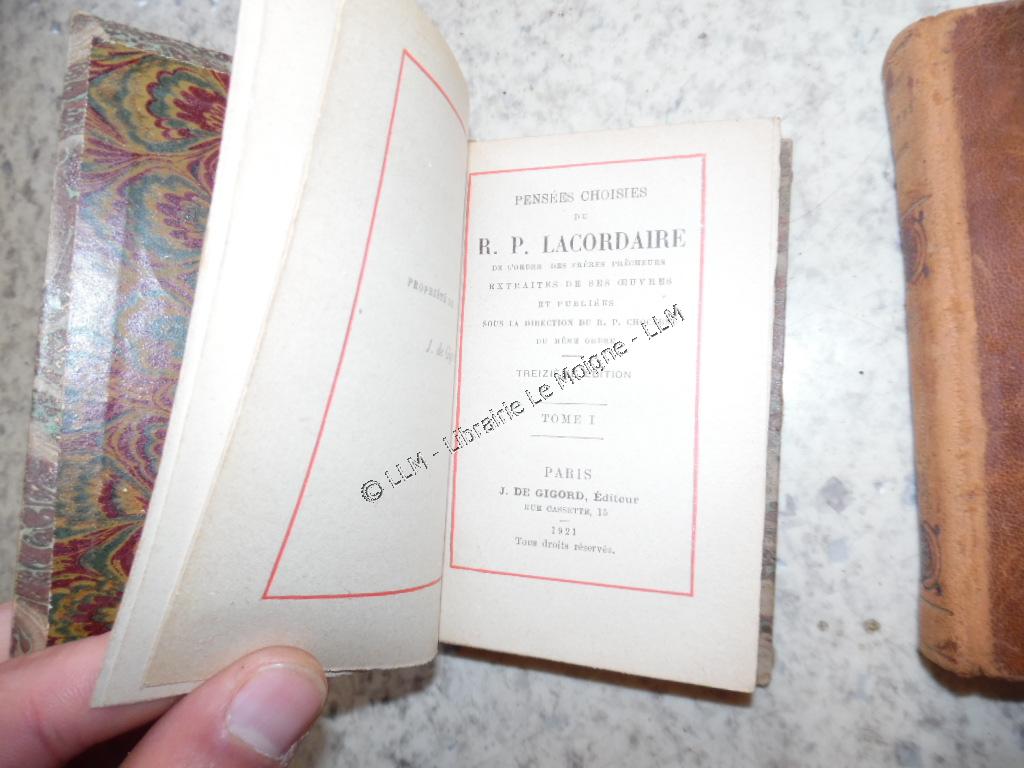 PROPRIÉTÉ DE
J. de Gig
PENSÉES CHOISIES
DU
R. P. LACORDAIRE
DE L'ORDRE DES FRÈRES PRÊCHEURS
EXTRAITES DE SES ŒUVRES
ET PUBLIÉES
SOUS LA DIRECTION DU R. P.
DU MÊME ORDRE
TREIZIÈME ÉDITION
TOME I
PARIS
J. DE GIGORD, Éditeur
RUE CASSETTE, 15
1921
Tous droits réservés.
© LLM - Librairie Le Moigne - LLM